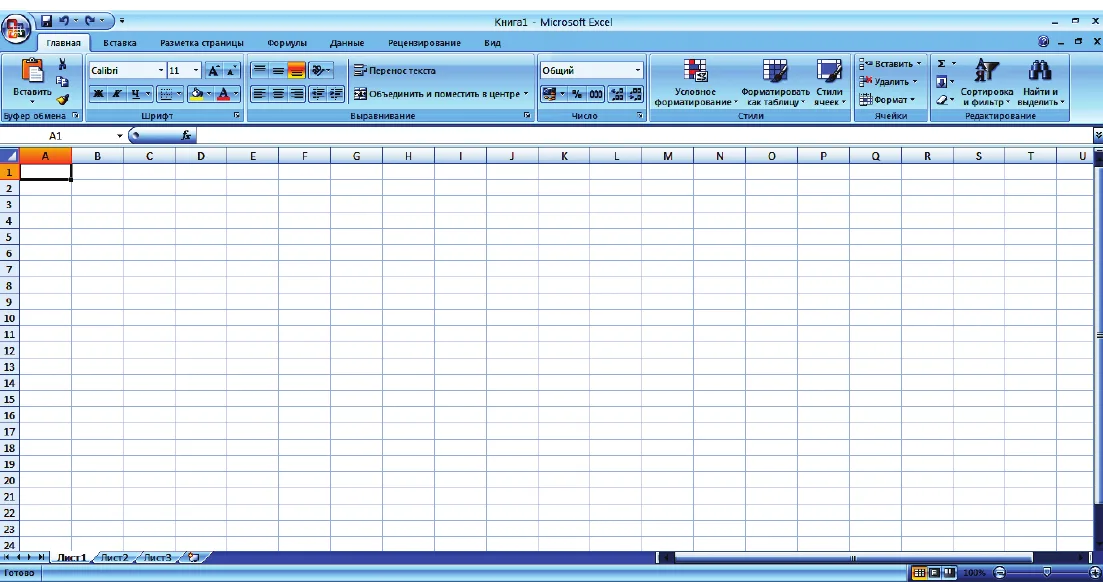 Книга1 - Microsoft Excel
Главная Вставка Разметка страницы Формулы Данные Рецензирование Вид
Calibri 11 Перенос текста Общий Вставить Σ
Вставить Условное форматирование Форматировать как таблицу Стили ячеек Удалить Сортировка и фильтр Найти и выделить
Ж К Ч Объединить и поместить в центре % 000 Формат
Буфер обмена Шрифт Выравнивание Число Стили Ячейки Редактирование
A1 fx
A B C D E F G H I J K L M N O P Q R S T U
1
2
3
4
5
6
7
8
9
10
11
12
13
14
15
16
17
18
19
20
21
22
23
24
Лист1 Лист2 Лист3
Готово 100%